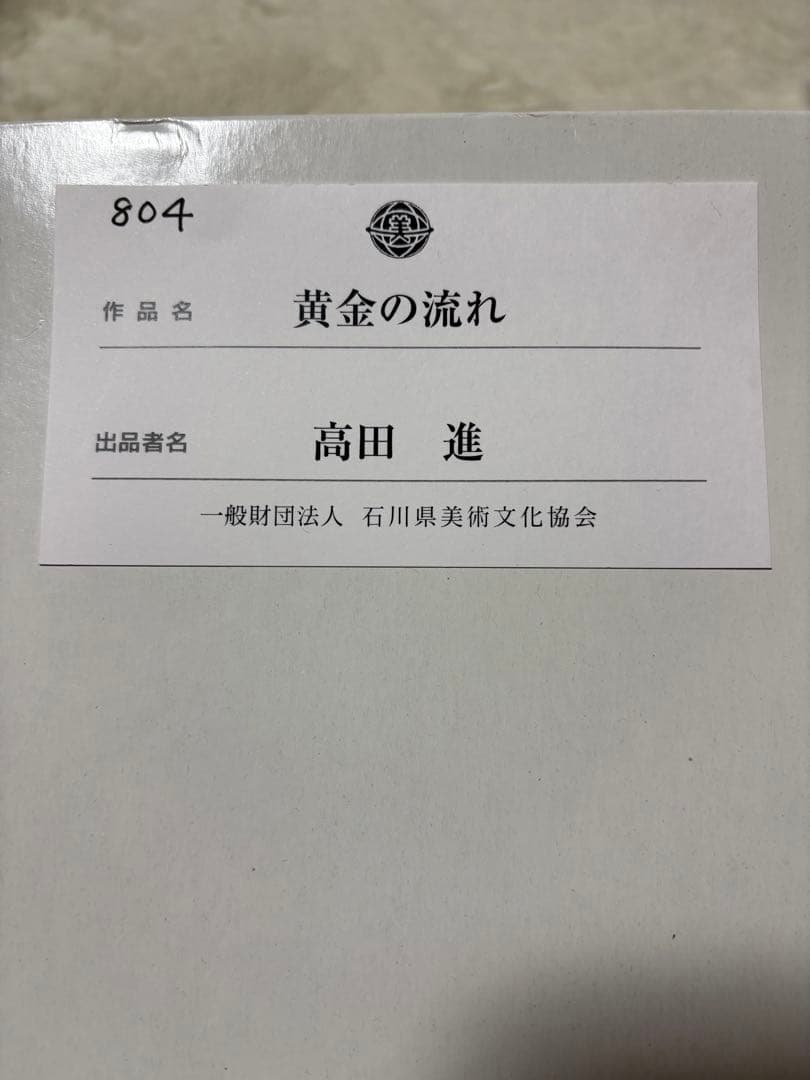 804
美
作品名 黄金の流れ
出品者名 高田 進
一般財団法人 石川県美術文化協会